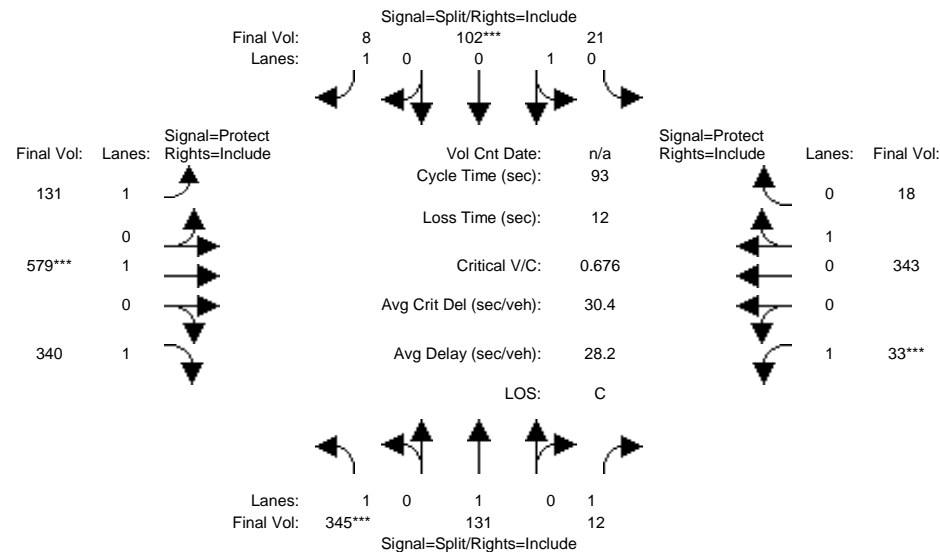 Signal=Split/Rights=Include
Final Vol: 8 102*** 21
Lanes: 1 0 0 1 0
Signal=Protect
Final Vol: Lanes: Rights=Include
Vol Cnt Date: n/a
Signal=Protect
Rights=Include Lanes: Final Vol:
Cycle Time (sec): 93
131 1
0 18
Loss Time (sec): 12
0
1
579*** 1
Critical V/C: 0.676
0 343
0
Avg Crit Del (sec/veh): 30.4
0
340 1
Avg Delay (sec/veh): 28.2
1 33***
LOS: C
Lanes: 1 0 1 0 1
Final Vol: 345*** 131 12
Signal=Split/Rights=Include